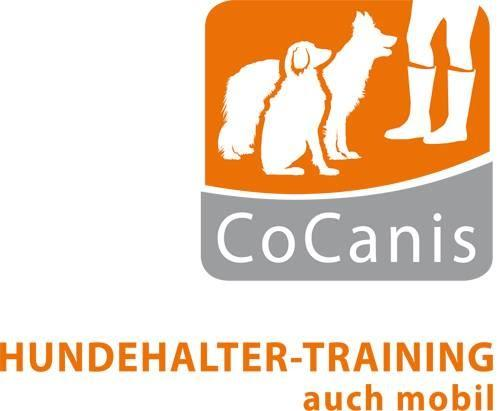 CoCanis
HUNDEHALTER-TRAINING
auch mobil